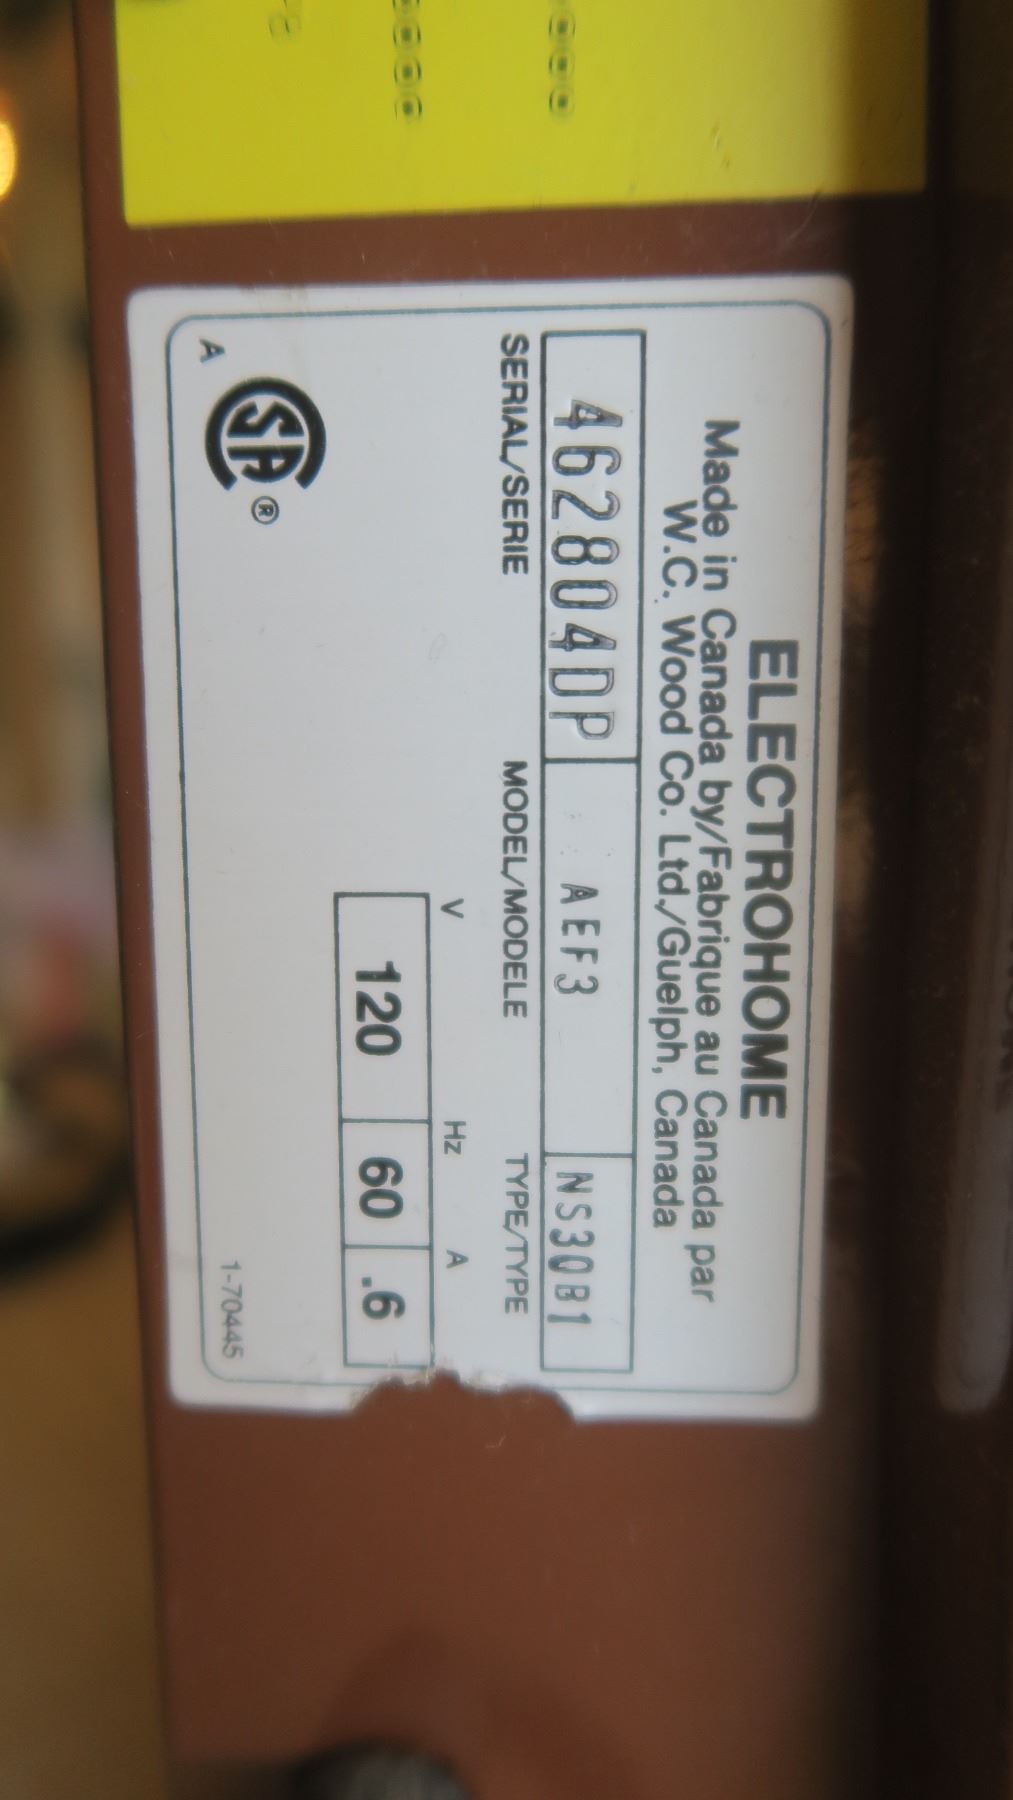 ELECTROHOME
Made in Canada by/Fabrique au Canada par
W.C. Wood Co. Ltd./Guelph, Canada
462804DP AEF3 NS30B1
SERIAL/SERIE MODEL/MODELE TYPE/TYPE
V Hz A
120 60 .6
SA ®
A 1-70445